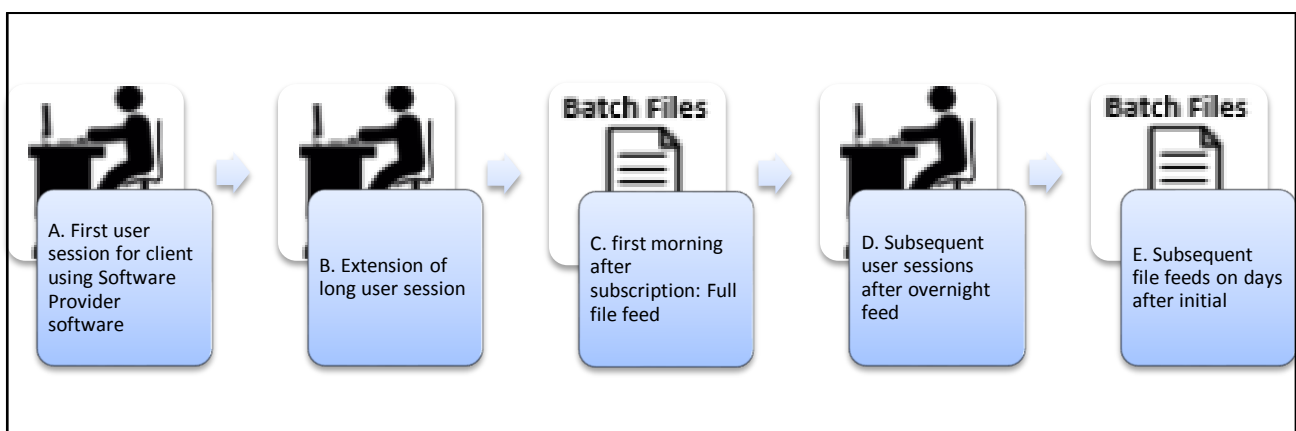 A. First user
session for client
using Software
Provider
software
B. Extension of
long user session
Batch Files
C. first morning
after
subscription: Full
file feed
D. Subsequent
user sessions
after overnight
feed
Batch Files
E. Subsequent
file feeds on days
after initial